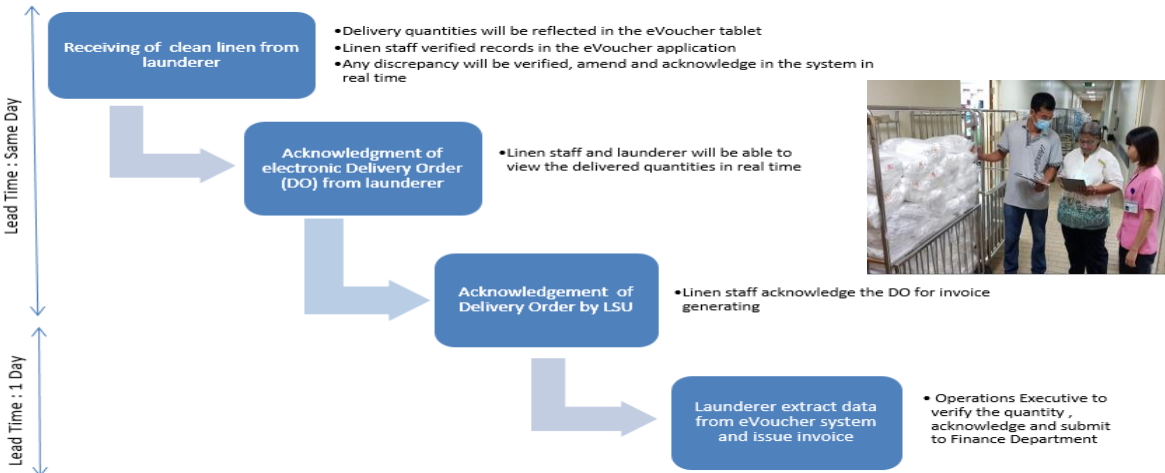 Lead Time : Same Day
Receiving of clean linen from
launderer
•Delivery quantities will be reflected in the eVoucher tablet
•Linen staff verified records in the eVoucher application
•Any discrepancy will be verified, amend and acknowledge in the system in
real time
Acknowledgment of
electronic Delivery Order
(DO) from launderer
•Linen staff and launderer will be able to
view the delivered quantities in real time
Acknowledgement of
Delivery Order by LSU
•Linen staff acknowledge the DO for invoice
generating
Lead Time : 1 Day
Launderer extract data
from eVoucher system
and issue invoice
• Operations Executive to
verify the quantity ,
acknowledge and submit
to Finance Department